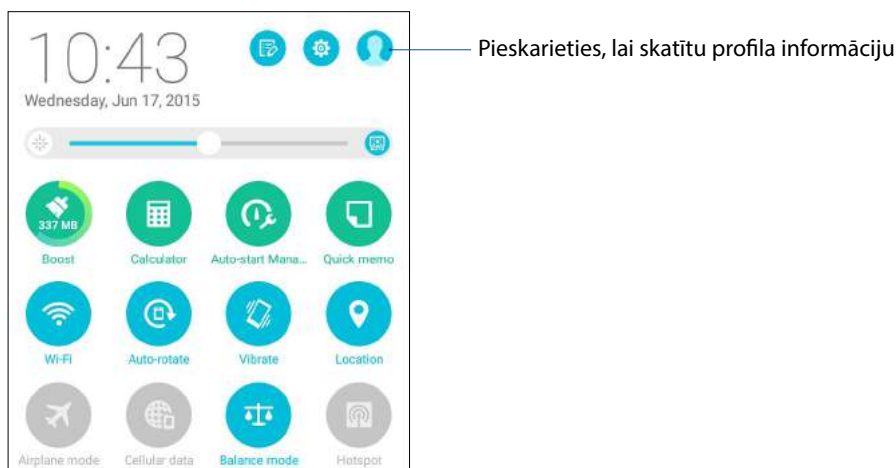 10:43
Pieskarieties, lai skatītu profila informāciju
Wednesday, Jun 17, 2015
337 MB
Boost Calculator Auto-start Mana... Quick memo
Wi-Fi Auto-rotate Vibrate Location
Airplane mode Cellular data Balance mode Hotspot